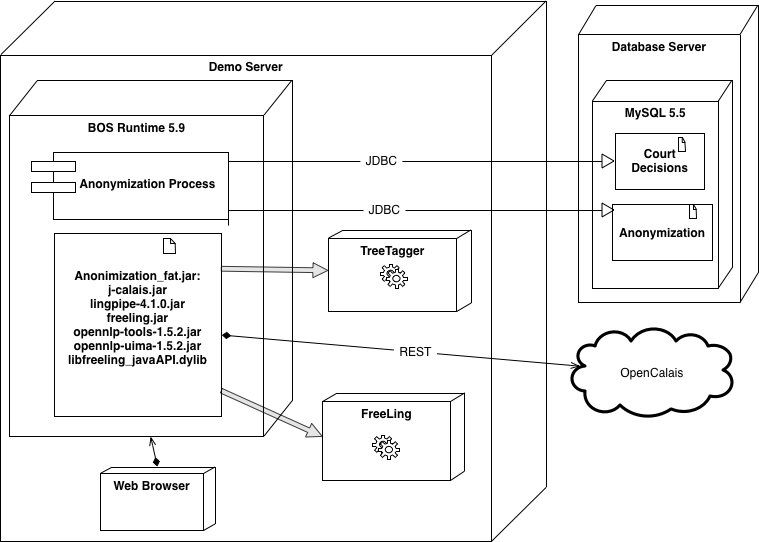 Demo Server
Database Server
BOS Runtime 5.9
MySQL 5.5
Anonymization Process
JDBC
Court
Decisions
JDBC
Anonymization
Anonimization_fat.jar:
j-calais.jar
lingpipe-4.1.0.jar
freeling.jar
opennlp-tools-1.5.2.jar
opennlp-uima-1.5.2.jar
libfreeling_javaAPI.dylib
TreeTagger
REST
OpenCalais
FreeLing
Web Browser